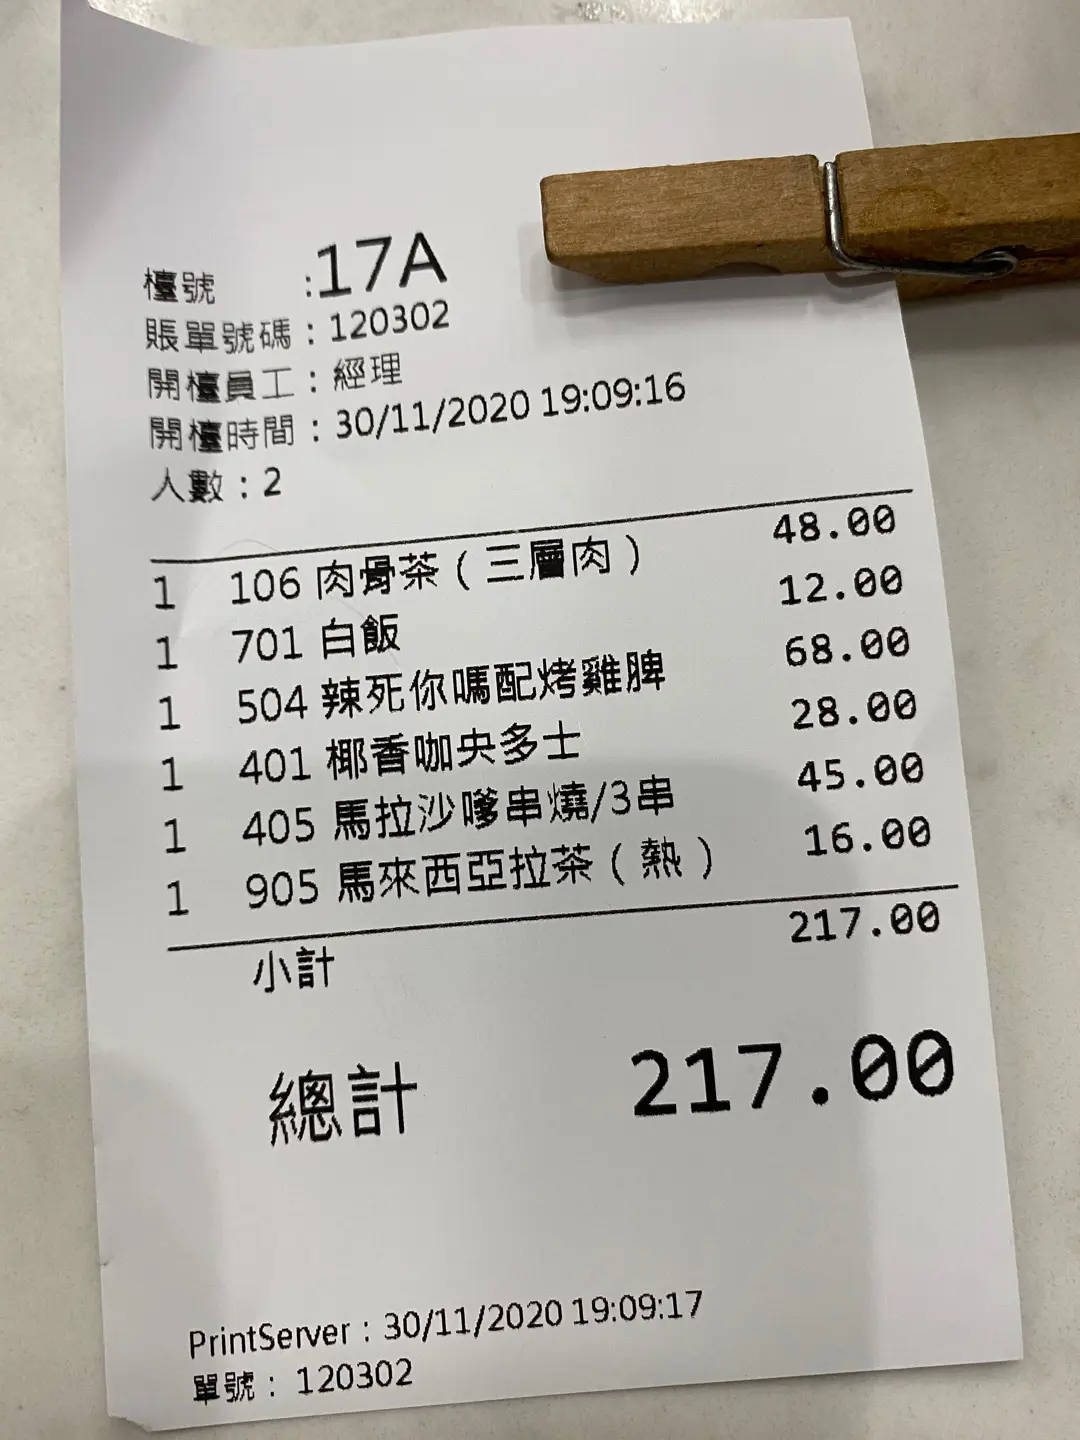 檯號 :17A
賬單號碼：120302
開檯員工：經理
開檯時間：30/11/2020 19:09:16
人數：2
1 106 肉骨茶（三層肉） 48.00
1 701 白飯 12.00
1 504 辣死你嗎配烤雞脾 68.00
1 401 椰香咖央多士 28.00
1 405 馬拉沙嗲串燒/3串 45.00
1 905 馬來西亞拉茶（熱） 16.00
小計 217.00
總計 217.00
PrintServer：30/11/2020 19:09:17
單號：120302